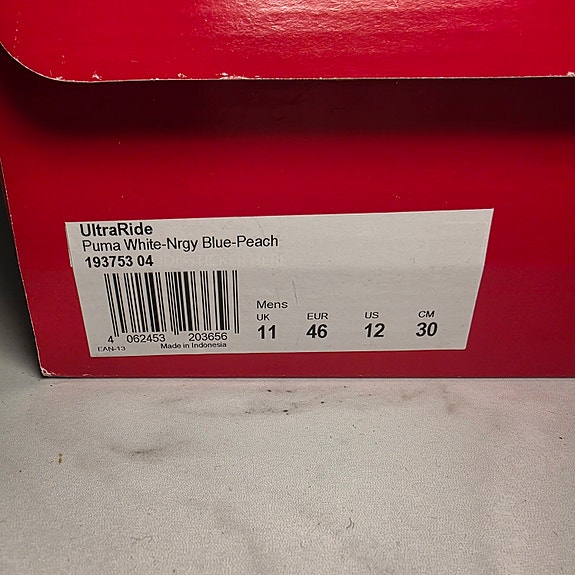 UltraRide
Puma White-Nrgy Blue-Peach
193753 04
Mens
UK EUR US CM
11 46 12 30
4 062453 203656
EAN-13 Made in Indonesia